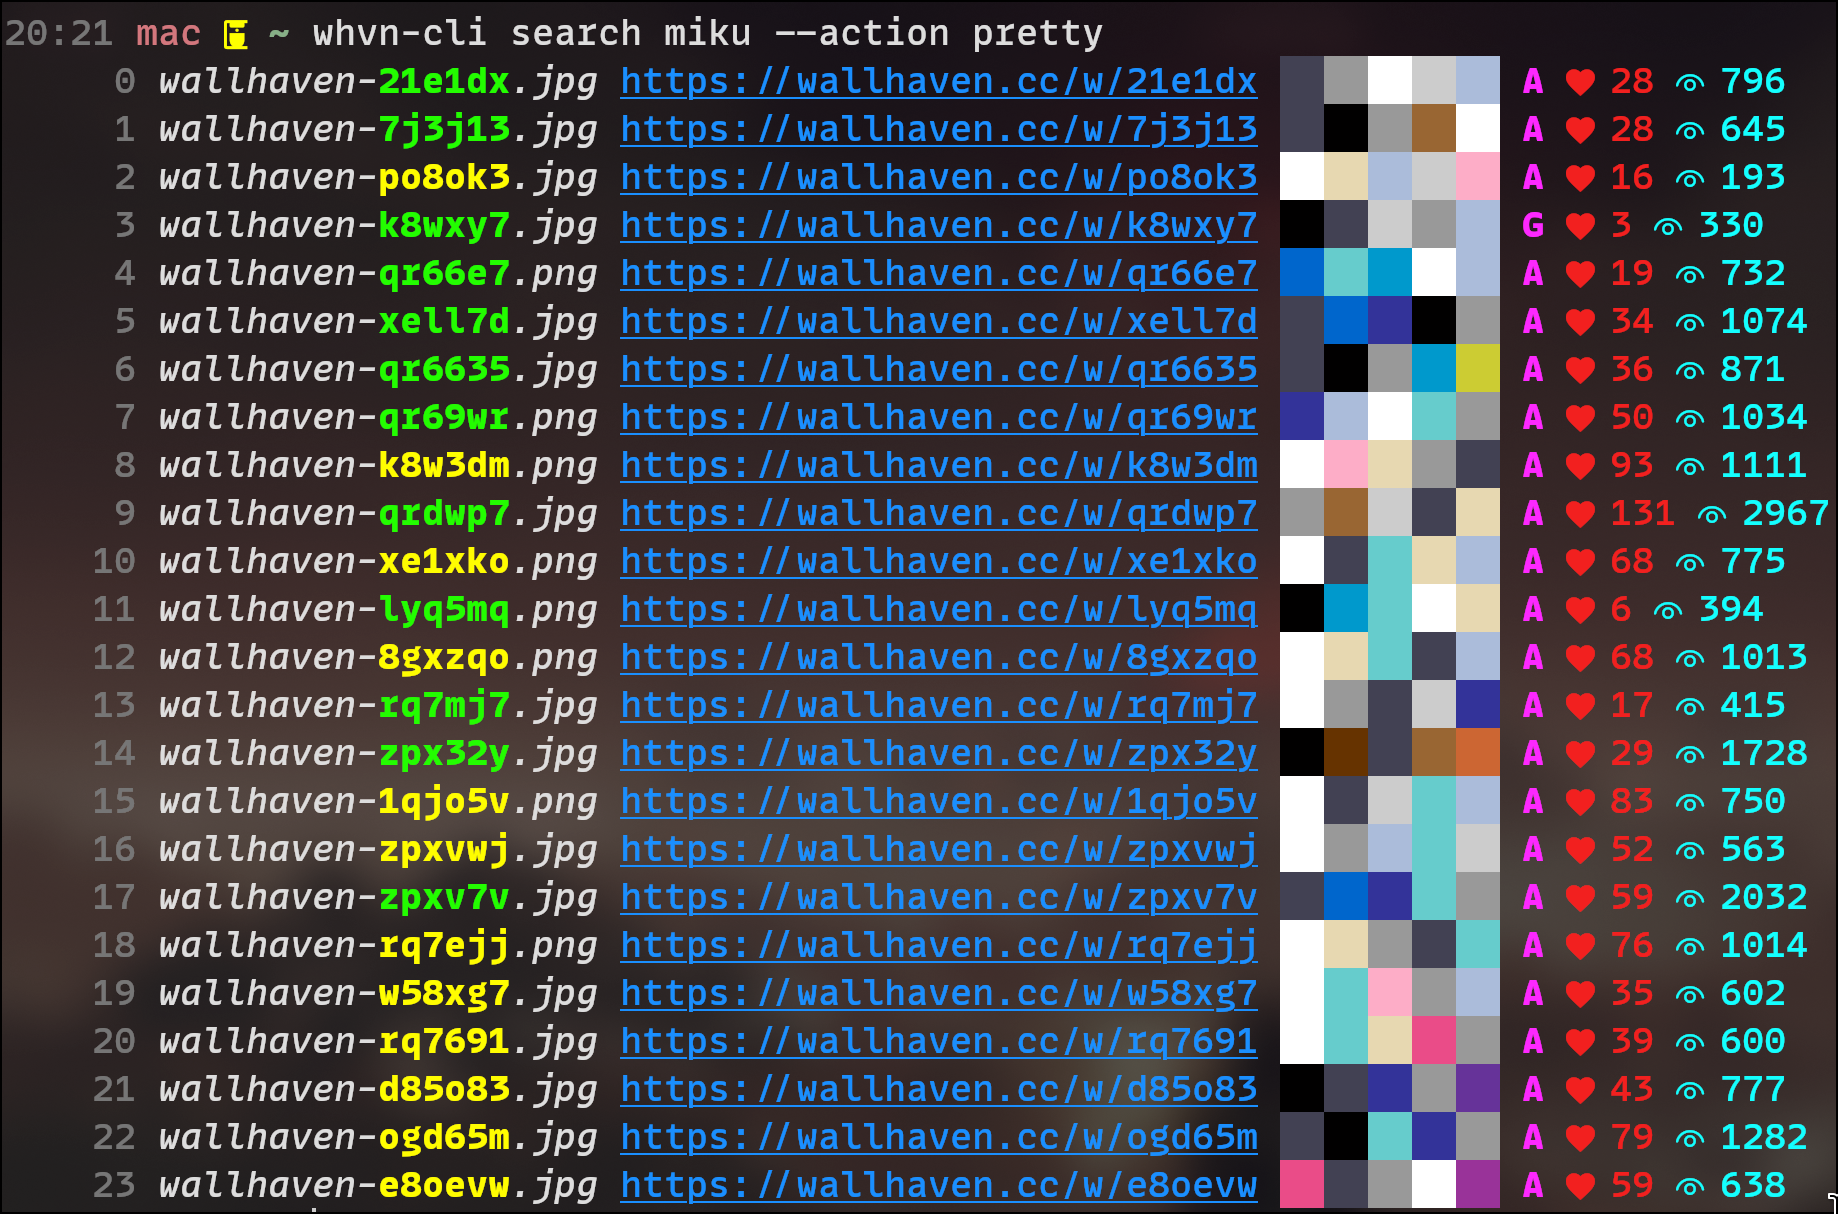 20:21 mac ~ whvn-cli search miku --action pretty
0 wallhaven-21e1dx.jpg https://wallhaven.cc/w/21e1dx A ♥ 28 796
1 wallhaven-7j3j13.jpg https://wallhaven.cc/w/7j3j13 A ♥ 28 645
2 wallhaven-po8ok3.jpg https://wallhaven.cc/w/po8ok3 A ♥ 16 193
3 wallhaven-k8wxy7.jpg https://wallhaven.cc/w/k8wxy7 G ♥ 3 330
4 wallhaven-qr66e7.png https://wallhaven.cc/w/qr66e7 A ♥ 19 732
5 wallhaven-xell7d.jpg https://wallhaven.cc/w/xell7d A ♥ 34 1074
6 wallhaven-qr6635.jpg https://wallhaven.cc/w/qr6635 A ♥ 36 871
7 wallhaven-qr69wr.png https://wallhaven.cc/w/qr69wr A ♥ 50 1034
8 wallhaven-k8w3dm.png https://wallhaven.cc/w/k8w3dm A ♥ 93 1111
9 wallhaven-qrdwp7.jpg https://wallhaven.cc/w/qrdwp7 A ♥ 131 2967
10 wallhaven-xe1xko.png https://wallhaven.cc/w/xe1xko A ♥ 68 775
11 wallhaven-lyq5mq.png https://wallhaven.cc/w/lyq5mq A ♥ 6 394
12 wallhaven-8gxzqo.png https://wallhaven.cc/w/8gxzqo A ♥ 68 1013
13 wallhaven-rq7mj7.jpg https://wallhaven.cc/w/rq7mj7 A ♥ 17 415
14 wallhaven-zpx32y.jpg https://wallhaven.cc/w/zpx32y A ♥ 29 1728
15 wallhaven-1qjo5v.png https://wallhaven.cc/w/1qjo5v A ♥ 83 750
16 wallhaven-zpxvwj.jpg https://wallhaven.cc/w/zpxvwj A ♥ 52 563
17 wallhaven-zpxv7v.jpg https://wallhaven.cc/w/zpxv7v A ♥ 59 2032
18 wallhaven-rq7ejj.png https://wallhaven.cc/w/rq7ejj A ♥ 76 1014
19 wallhaven-w58xg7.jpg https://wallhaven.cc/w/w58xg7 A ♥ 35 602
20 wallhaven-rq7691.jpg https://wallhaven.cc/w/rq7691 A ♥ 39 600
21 wallhaven-d85o83.jpg https://wallhaven.cc/w/d85o83 A ♥ 43 777
22 wallhaven-ogd65m.jpg https://wallhaven.cc/w/ogd65m A ♥ 79 1282
23 wallhaven-e8oevw.jpg https://wallhaven.cc/w/e8oevw A ♥ 59 638